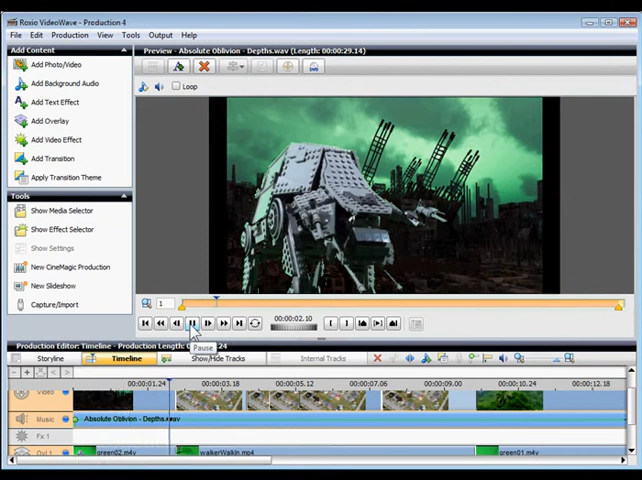 Roxio VideoWave - Production 4
File Edit Production View Tools Output Help
Add Content
Add Photo/Video
Add Background Audio
Add Text Effect
Add Overlay
Add Video Effect
Add Transition
Apply Transition Theme
Tools
Show Media Selector
Show Effect Selector
Show Settings
New CineMagic Production
New Slideshow
Capture/Import
Preview - Absolute Oblivion - Depths.wav (Length: 00:00:29.14)
DVD
Loop
1
00:00:02.10
Pause
Production Editor: Timeline - Production Length: 24
Storyline Timeline Show/Hide Tracks Internal Tracks
00:00:01.24 00:00:03.18 00:00:05.12 00:00:07.06 00:00:09.00 00:00:10.24 00:00:12.18
Video
Music Absolute Oblivion - Depths.wav
Fx 1
Ovl 1 green02.m4v walkerWalkIn.mp4 green01.m4v